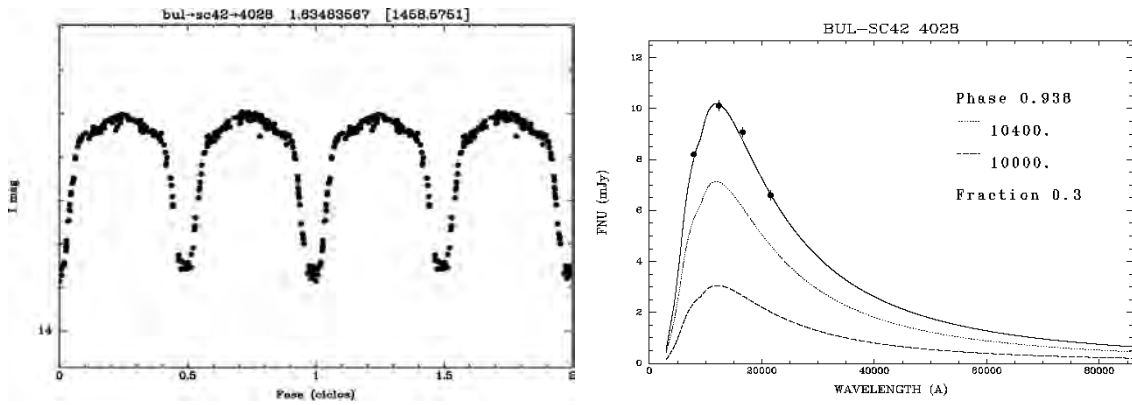 bul→sc42→4028 1.63483567 [1458.5751]
I mag
14
0 0.5 1 1.5 2
Fase (ciclos)
BUL−SC42 4028
FNU (mJy)
12
10
8
6
4
2
0
Phase 0.938
10400.
10000.
Fraction 0.3
0 20000 40000 60000 80000
WAVELENGTH (A)